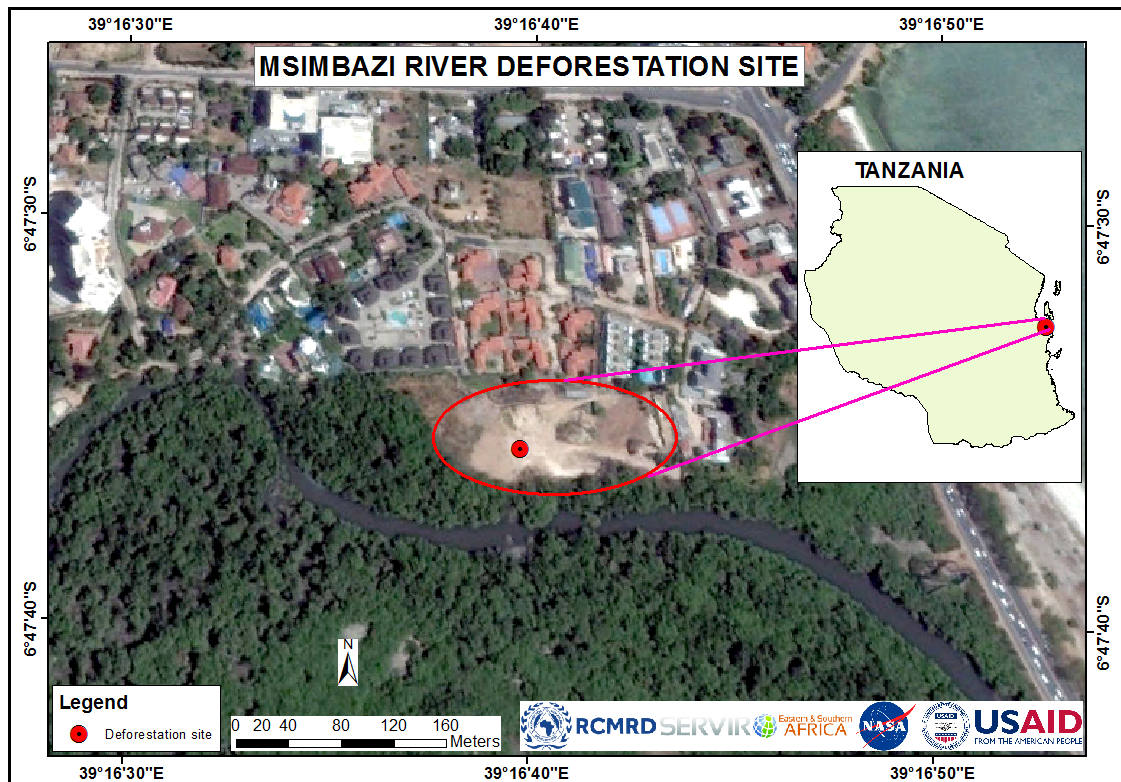 39°16'30"E
39°16'40"E
39°16'50"E
MSIMBAZI RIVER DEFORESTATION SITE
TANZANIA
6°47'30"S
6°47'30"S
6°47'40"S
6°47'40"S
N
Legend
Deforestation site
0 20 40 80 120 160
Meters
RCMRD SERVIR
Eastern & Southern
AFRICA
NASA
USAID
FROM THE AMERICAN PEOPLE
39°16'30"E
39°16'40"E
39°16'50"E